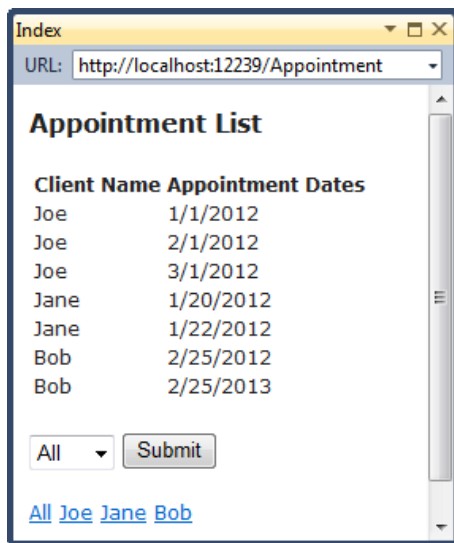 Index
URL: http://localhost:12239/Appointment
Appointment List
Client Name Appointment Dates
Joe 1/1/2012
Joe 2/1/2012
Joe 3/1/2012
Jane 1/20/2012
Jane 1/22/2012
Bob 2/25/2012
Bob 2/25/2013
All Submit
All Joe Jane Bob